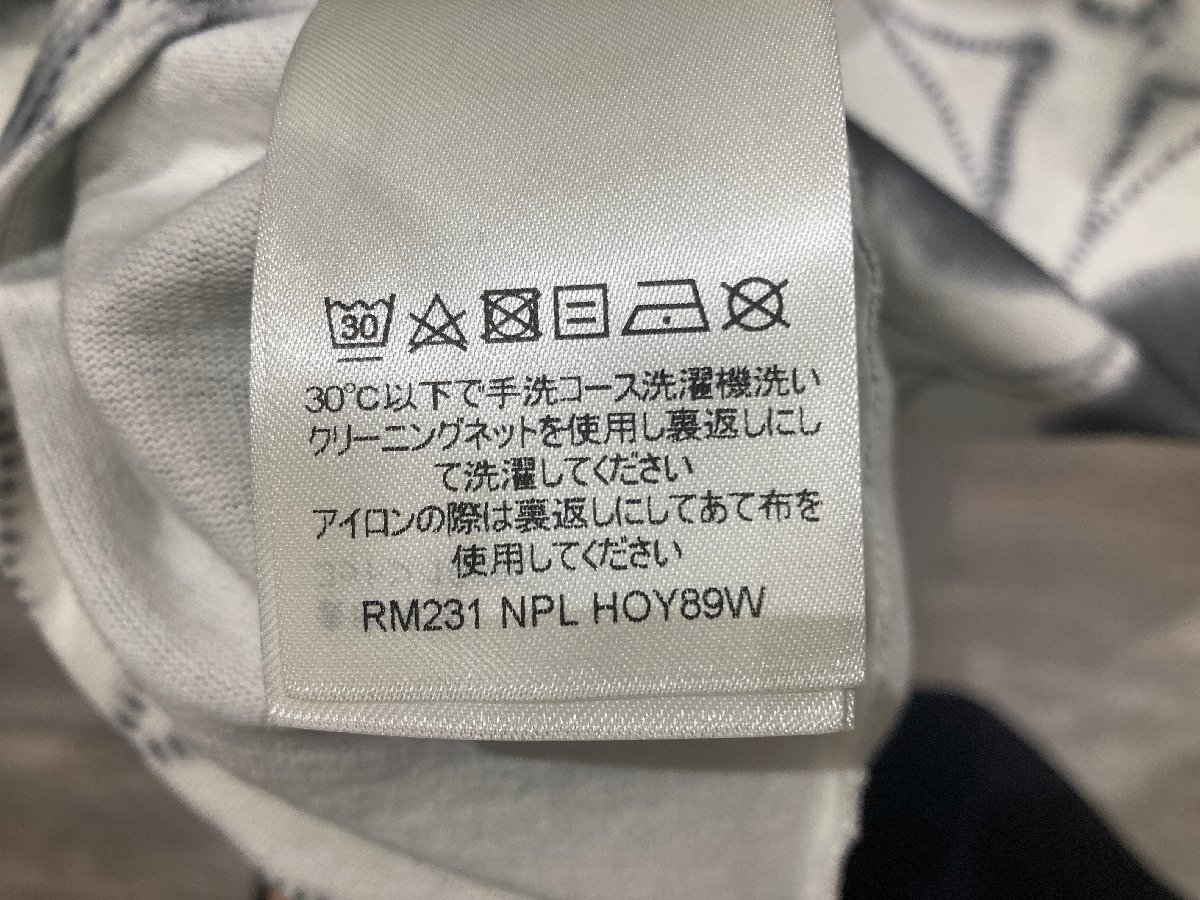 30
30℃以下で手洗コース洗濯機洗い
クリーニングネットを使用し裏返しにし
て洗濯してください
アイロンの際は裏返しにしてあて布を
使用してください
RM231 NPL HOY89W